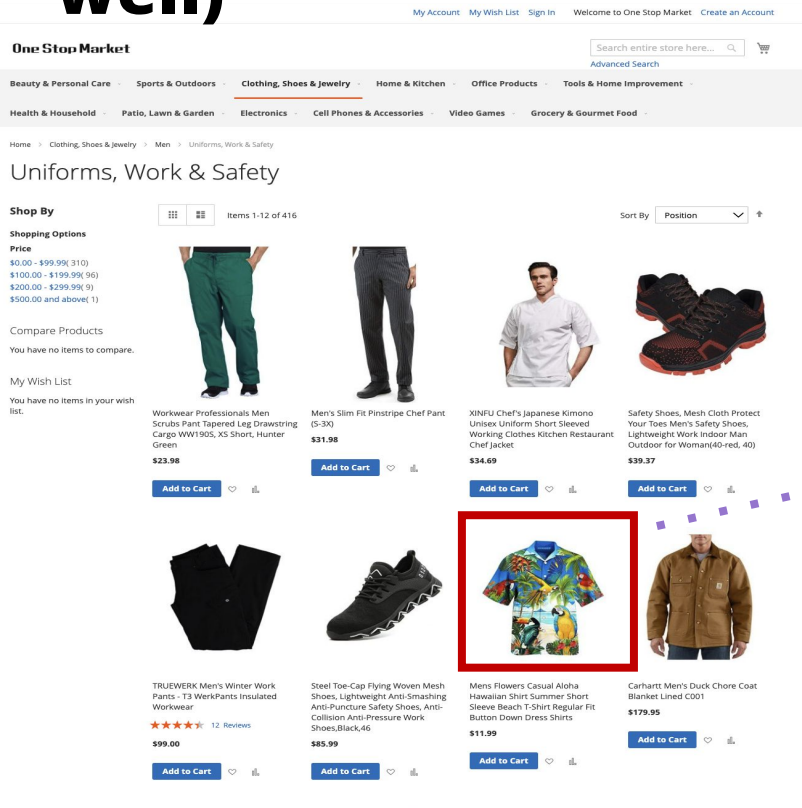 well)
My Account My Wish List Sign In Welcome to One Stop Market Create an Account
One Stop Market
Search entire store here...
Advanced Search
Beauty & Personal Care Sports & Outdoors Clothing, Shoes & Jewelry Home & Kitchen Office Products Tools & Home Improvement
Health & Household Patio, Lawn & Garden Electronics Cell Phones & Accessories Video Games Grocery & Gourmet Food
Home > Clothing, Shoes & Jewelry > Men > Uniforms, Work & Safety
Uniforms, Work & Safety
Shop By
Shopping Options
Price
$0.00 - $99.99( 310)
$100.00 - $199.99( 96)
$200.00 - $299.99( 9)
$500.00 and above( 1)
Compare Products
You have no items to compare.
My Wish List
You have no items in your wish
list.
Items 1-12 of 416
Sort By Position
Workwear Professionals Men
Scrubs Pant Tapered Leg Drawstring
Cargo WW190S, XS Short, Hunter
Green
$23.98
Add to Cart
Men's Slim Fit Pinstripe Chef Pant
(S-3X)
$31.98
Add to Cart
XINFU Chef's Japanese Kimono
Unisex Uniform Short Sleeved
Working Clothes Kitchen Restaurant
Chef Jacket
$34.69
Add to Cart
Safety Shoes, Mesh Cloth Protect
Your Toes Men's Safety Shoes,
Lightweight Work Indoor Man
Outdoor for Woman(40-red, 40)
$39.37
Add to Cart
TRUEWERK Men's Winter Work
Pants - T3 WerkPants Insulated
Workwear
12 Reviews
$99.00
Add to Cart
Steel Toe-Cap Flying Woven Mesh
Shoes, Lightweight Anti-Smashing
Anti-Puncture Safety Shoes, Anti-
Collision Anti-Pressure Work
Shoes,Black,46
$85.99
Add to Cart
Mens Flowers Casual Aloha
Hawaiian Shirt Summer Short
Sleeve Beach T-Shirt Regular Fit
Button Down Dress Shirts
$11.99
Add to Cart
Carhartt Men's Duck Chore Coat
Blanket Lined C001
$179.95
Add to Cart